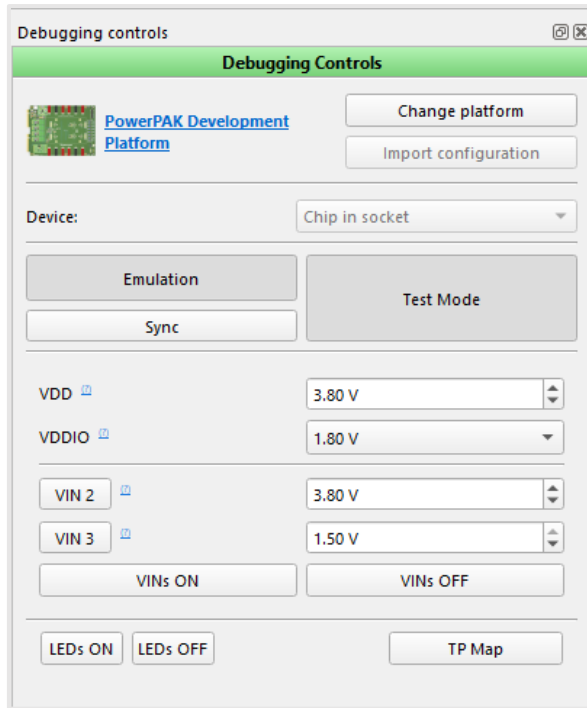 Debugging controls
Debugging Controls
PowerPAK Development
Platform
Change platform
Import configuration
Device:
Chip in socket
Emulation
Test Mode
Sync
VDD
3.80 V
VDDIO
1.80 V
VIN 2
3.80 V
VIN 3
1.50 V
VINs ON
VINs OFF
LEDs ON
LEDs OFF
TP Map